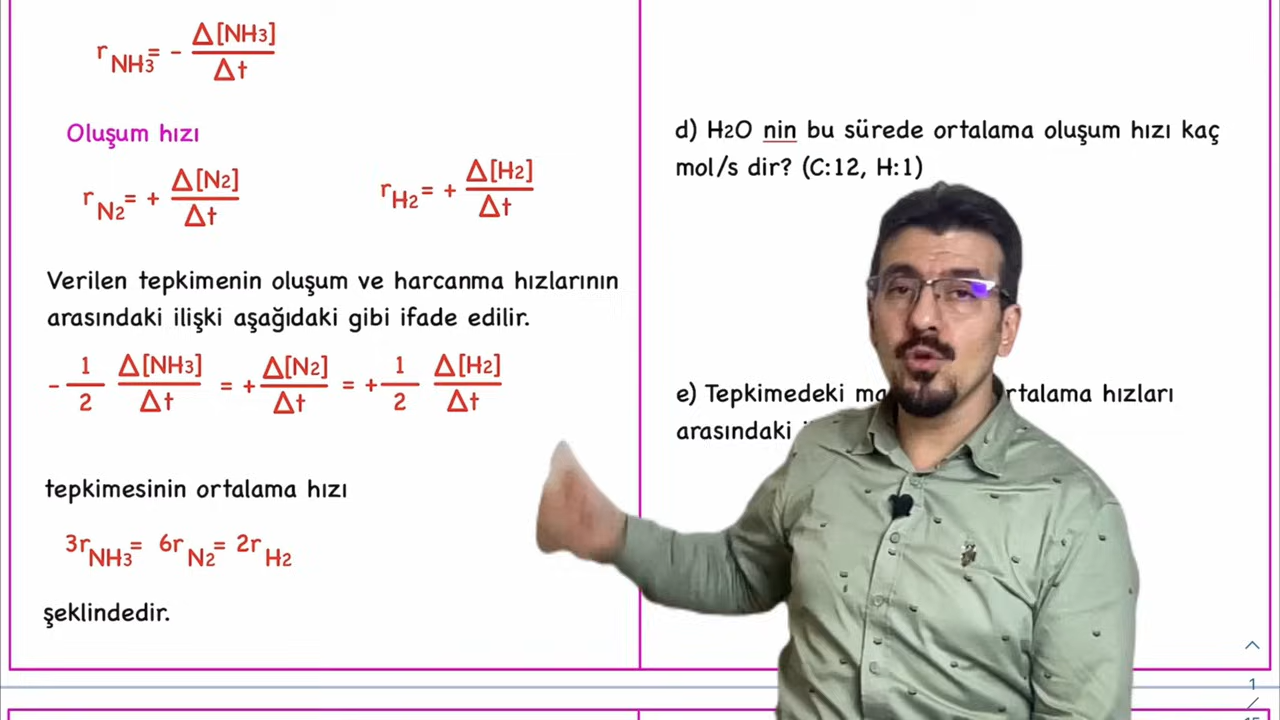 r NH3 = - Δ[NH3] / Δt
Oluşum hızı
r N2 = + Δ[N2] / Δt
r H2 = + Δ[H2] / Δt
Verilen tepkimenin oluşum ve harcanma hızlarının
arasındaki ilişki aşağıdaki gibi ifade edilir.
- 1/2 Δ[NH3] / Δt = + Δ[N2] / Δt = + 1/2 Δ[H2] / Δt
tepkimesinin ortalama hızı
3r NH3 = 6r N2 = 2r H2
şeklindedir.
d) H2O nin bu sürede ortalama oluşum hızı kaç
mol/s dir? (C:12, H:1)
e) Tepkimedeki hızları
arasındaki
1